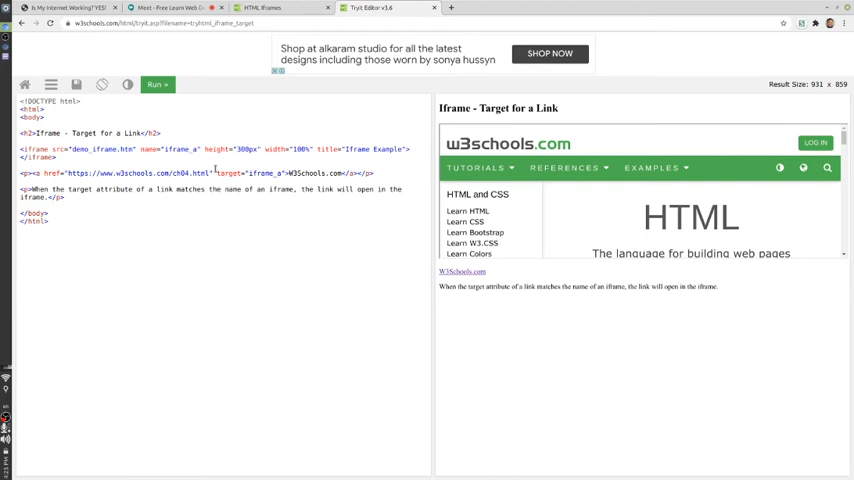 Is My Internet Working? YES!
Meet - Free Learn Web De
HTML Iframes
Tryit Editor v3.6
w3schools.com/html/tryit.asp?filename=tryhtml_iframe_target
Shop at alkaram studio for all the latest
designs including those worn by sonya hussyn
SHOP NOW
Run »
Result Size: 931 x 859
<!DOCTYPE html>
<html>
<body>
<h2>Iframe - Target for a Link</h2>
<iframe src="demo_iframe.htm" name="iframe_a" height="300px" width="100%" title="Iframe Example">
</iframe>
<p><a href="https://www.w3schools.com/ch04.html" target="iframe_a">W3Schools.com</a></p>
<p>When the target attribute of a link matches the name of an iframe, the link will open in the
iframe.</p>
</body>
</html>
Iframe - Target for a Link
w3schools.com
LOG IN
TUTORIALS
REFERENCES
EXAMPLES
HTML and CSS
Learn HTML
Learn CSS
Learn Bootstrap
Learn W3.CSS
Learn Colors
HTML
The language for building web pages
W3Schools.com
When the target attribute of a link matches the name of an iframe, the link will open in the iframe.
4:25 PM